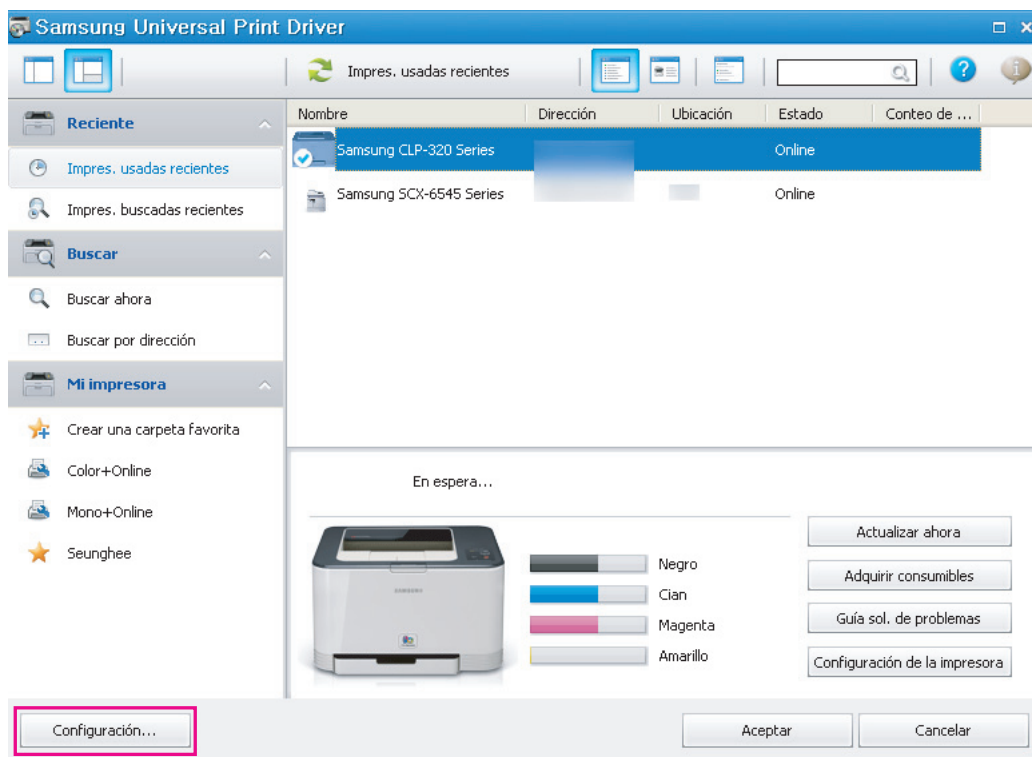 Samsung Universal Print Driver
Impres. usadas recientes
Reciente
Impres. usadas recientes
Impres. buscadas recientes
Buscar
Buscar ahora
Buscar por dirección
Mi impresora
Crear una carpeta favorita
Color+Online
Mono+Online
Seunghee
Nombre Dirección Ubicación Estado Conteo de ...
Samsung CLP-320 Series Online
Samsung SCX-6545 Series Online
En espera...
SAMSUNG
Negro
Cian
Magenta
Amarillo
Actualizar ahora
Adquirir consumibles
Guía sol. de problemas
Configuración de la impresora
Configuración... Aceptar Cancelar